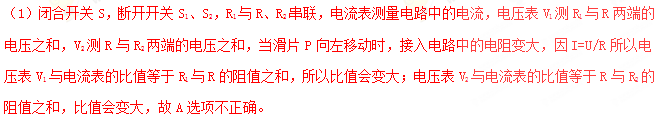 （1）闭合开关 S，断开开关 S₁、S₂，R₁与 R、R₂串联，电流表测量电路中的电流，电压表 V₁测 R₁与 R 两端的
电压之和，V₂测 R 与 R₂两端的电压之和，当滑片 P 向左移动时，接入电路中的电阻变大，因 I=U/R 所以电
压表 V₁与电流表的比值等于 R₁与 R 的阻值之和，所以比值会变大；电压表 V₂与电流表的比值等于 R 与 R₂的
阻值之和，比值会变大，故 A 选项不正确。